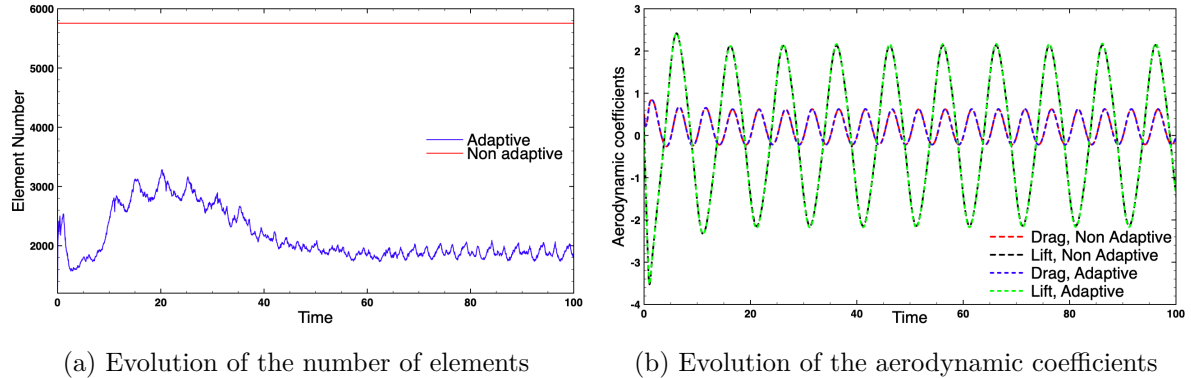 6000
5000
4000
3000
2000
Element Number
0
20
40
60
80
100
Time
Adaptive
Non adaptive
(a) Evolution of the number of elements
3
2
1
0
-1
-2
-3
-4
Aerodynamic coefficients
0
20
40
60
80
100
Time
Drag, Non Adaptive
Lift, Non Adaptive
Drag, Adaptive
Lift, Adaptive
(b) Evolution of the aerodynamic coefficients